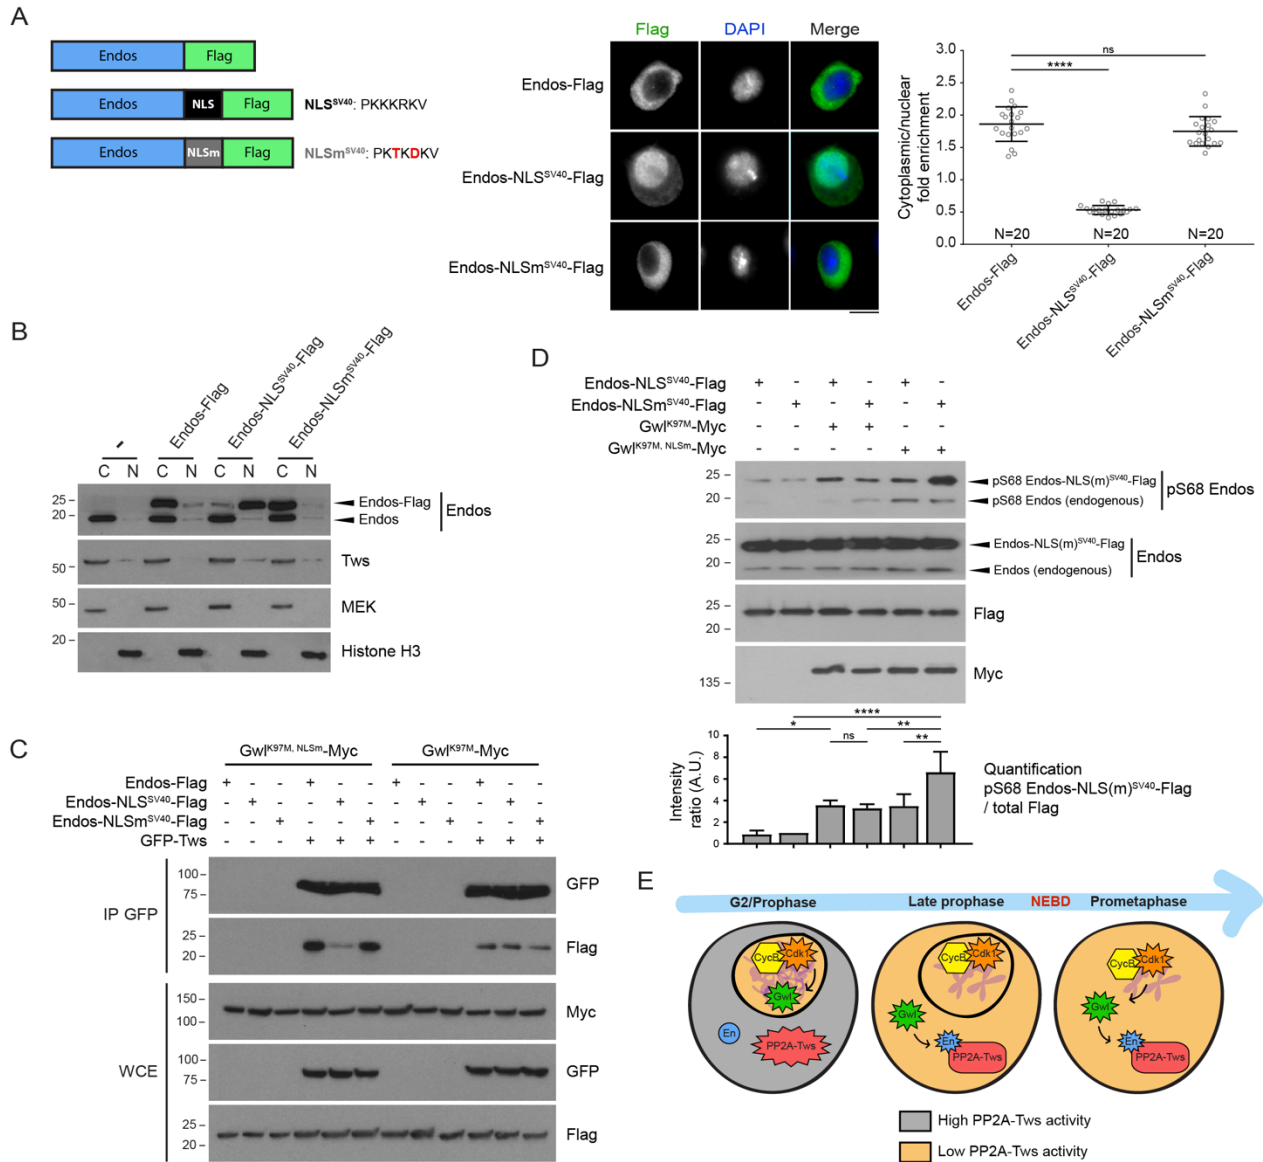 A
Endos Flag
Endos NLS Flag NLS^SV40: PKKKRKV
Endos NLSm Flag NLSm^SV40: PKTKDKV
Flag DAPI Merge
Endos-Flag
Endos-NLS^SV40-Flag
Endos-NLSm^SV40-Flag
Cytoplasmic/nuclear
fold enrichment
ns
****
3.0
2.5
2.0
1.5
1.0
0.5
0.0
N=20 N=20 N=20
Endos-Flag
Endos-NLS^SV40-Flag
Endos-NLSm^SV40-Flag
B
- Endos-Flag Endos-NLS^SV40-Flag Endos-NLSm^SV40-Flag
C N C N C N C N
25 –
20 –
Endos-Flag
Endos
Endos
50 –
Tws
50 –
MEK
20 –
Histone H3
C
Gwl^K97M, NLSm-Myc Gwl^K97M-Myc
Endos-Flag + - - + - - + - - + - -
Endos-NLS^SV40-Flag - + - - + - - + - - + -
Endos-NLSm^SV40-Flag - - + - - + - - + - - +
GFP-Tws - - - + + + - - - + + +
IP GFP
100 –
75 –
GFP
25 –
20 –
Flag
WCE
150 –
100 –
Myc
100 –
75 –
GFP
25 –
20 –
Flag
D
Endos-NLS^SV40-Flag + - + - + -
Endos-NLSm^SV40-Flag - + - + - +
Gwl^K97M-Myc - - + + - -
Gwl^K97M, NLSm-Myc - - - - + +
25 –
20 –
pS68 Endos-NLS(m)^SV40-Flag
pS68 Endos (endogenous)
pS68 Endos
25 –
20 –
Endos-NLS(m)^SV40-Flag
Endos (endogenous)
Endos
25 –
20 –
Flag
135 –
Myc
****
* **
ns **
Intensity
ratio (A.U.)
10
8
6
4
2
0
Quantification
pS68 Endos-NLS(m)^SV40-Flag
/ total Flag
E
G2/Prophase Late prophase NEBD Prometaphase
CycB Cdk1
Gwl
En
PP2A-Tws
CycB Cdk1
Gwl
En
PP2A-Tws
CycB Cdk1
Gwl
En
PP2A-Tws
High PP2A-Tws activity
Low PP2A-Tws activity